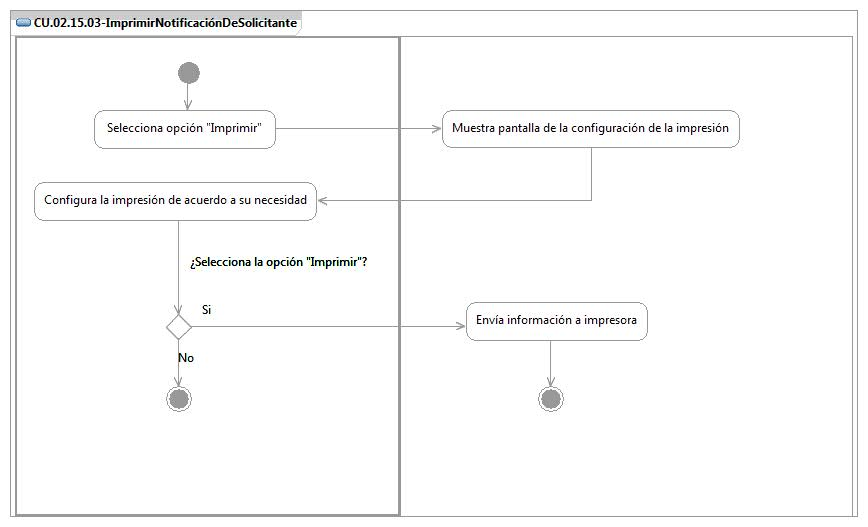 CU.02.15.03-ImprimirNotificaciónDeSolicitante
Selecciona opción "Imprimir"
Muestra pantalla de la configuración de la impresión
Configura la impresión de acuerdo a su necesidad
¿Selecciona la opción "Imprimir"?
Si
Envía información a impresora
No